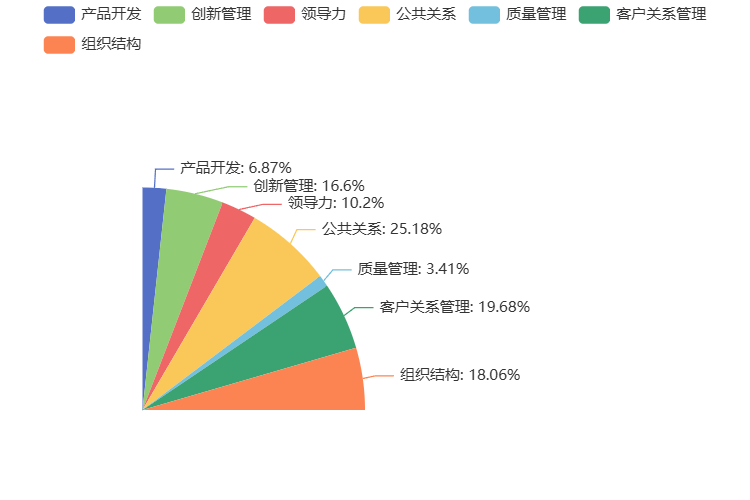 产品开发 创新管理 领导力 公共关系 质量管理 客户关系管理
组织结构
产品开发: 6.87%
创新管理: 16.6%
领导力: 10.2%
公共关系: 25.18%
质量管理: 3.41%
客户关系管理: 19.68%
组织结构: 18.06%